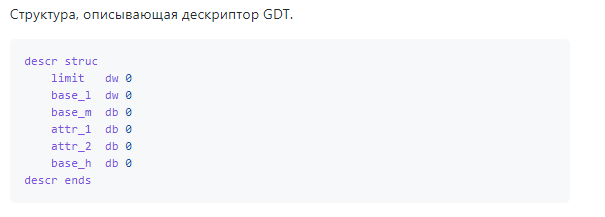 Структура, описывающая дескриптор GDT.
descr struc
    limit   dw 0
    base_l  dw 0
    base_m  db 0
    attr_1  db 0
    attr_2  db 0
    base_h  db 0
descr ends